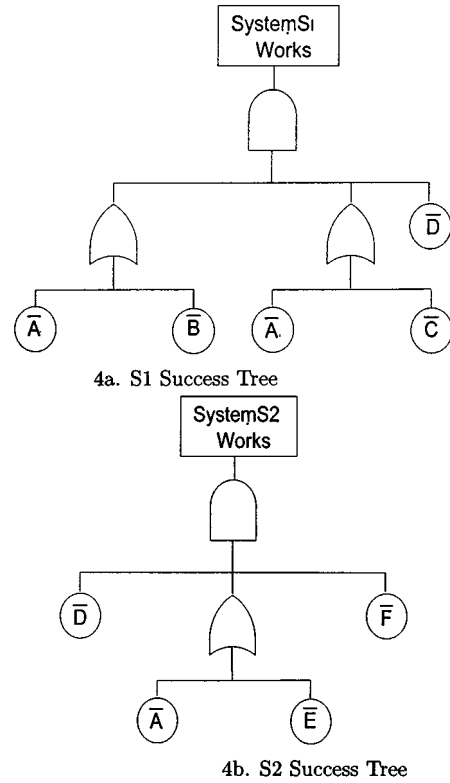 SystemS1
Works
D̅
A̅
B̅
A̅
C̅
4a. S1 Success Tree
SystemS2
Works
D̅
F̅
A̅
E̅
4b. S2 Success Tree